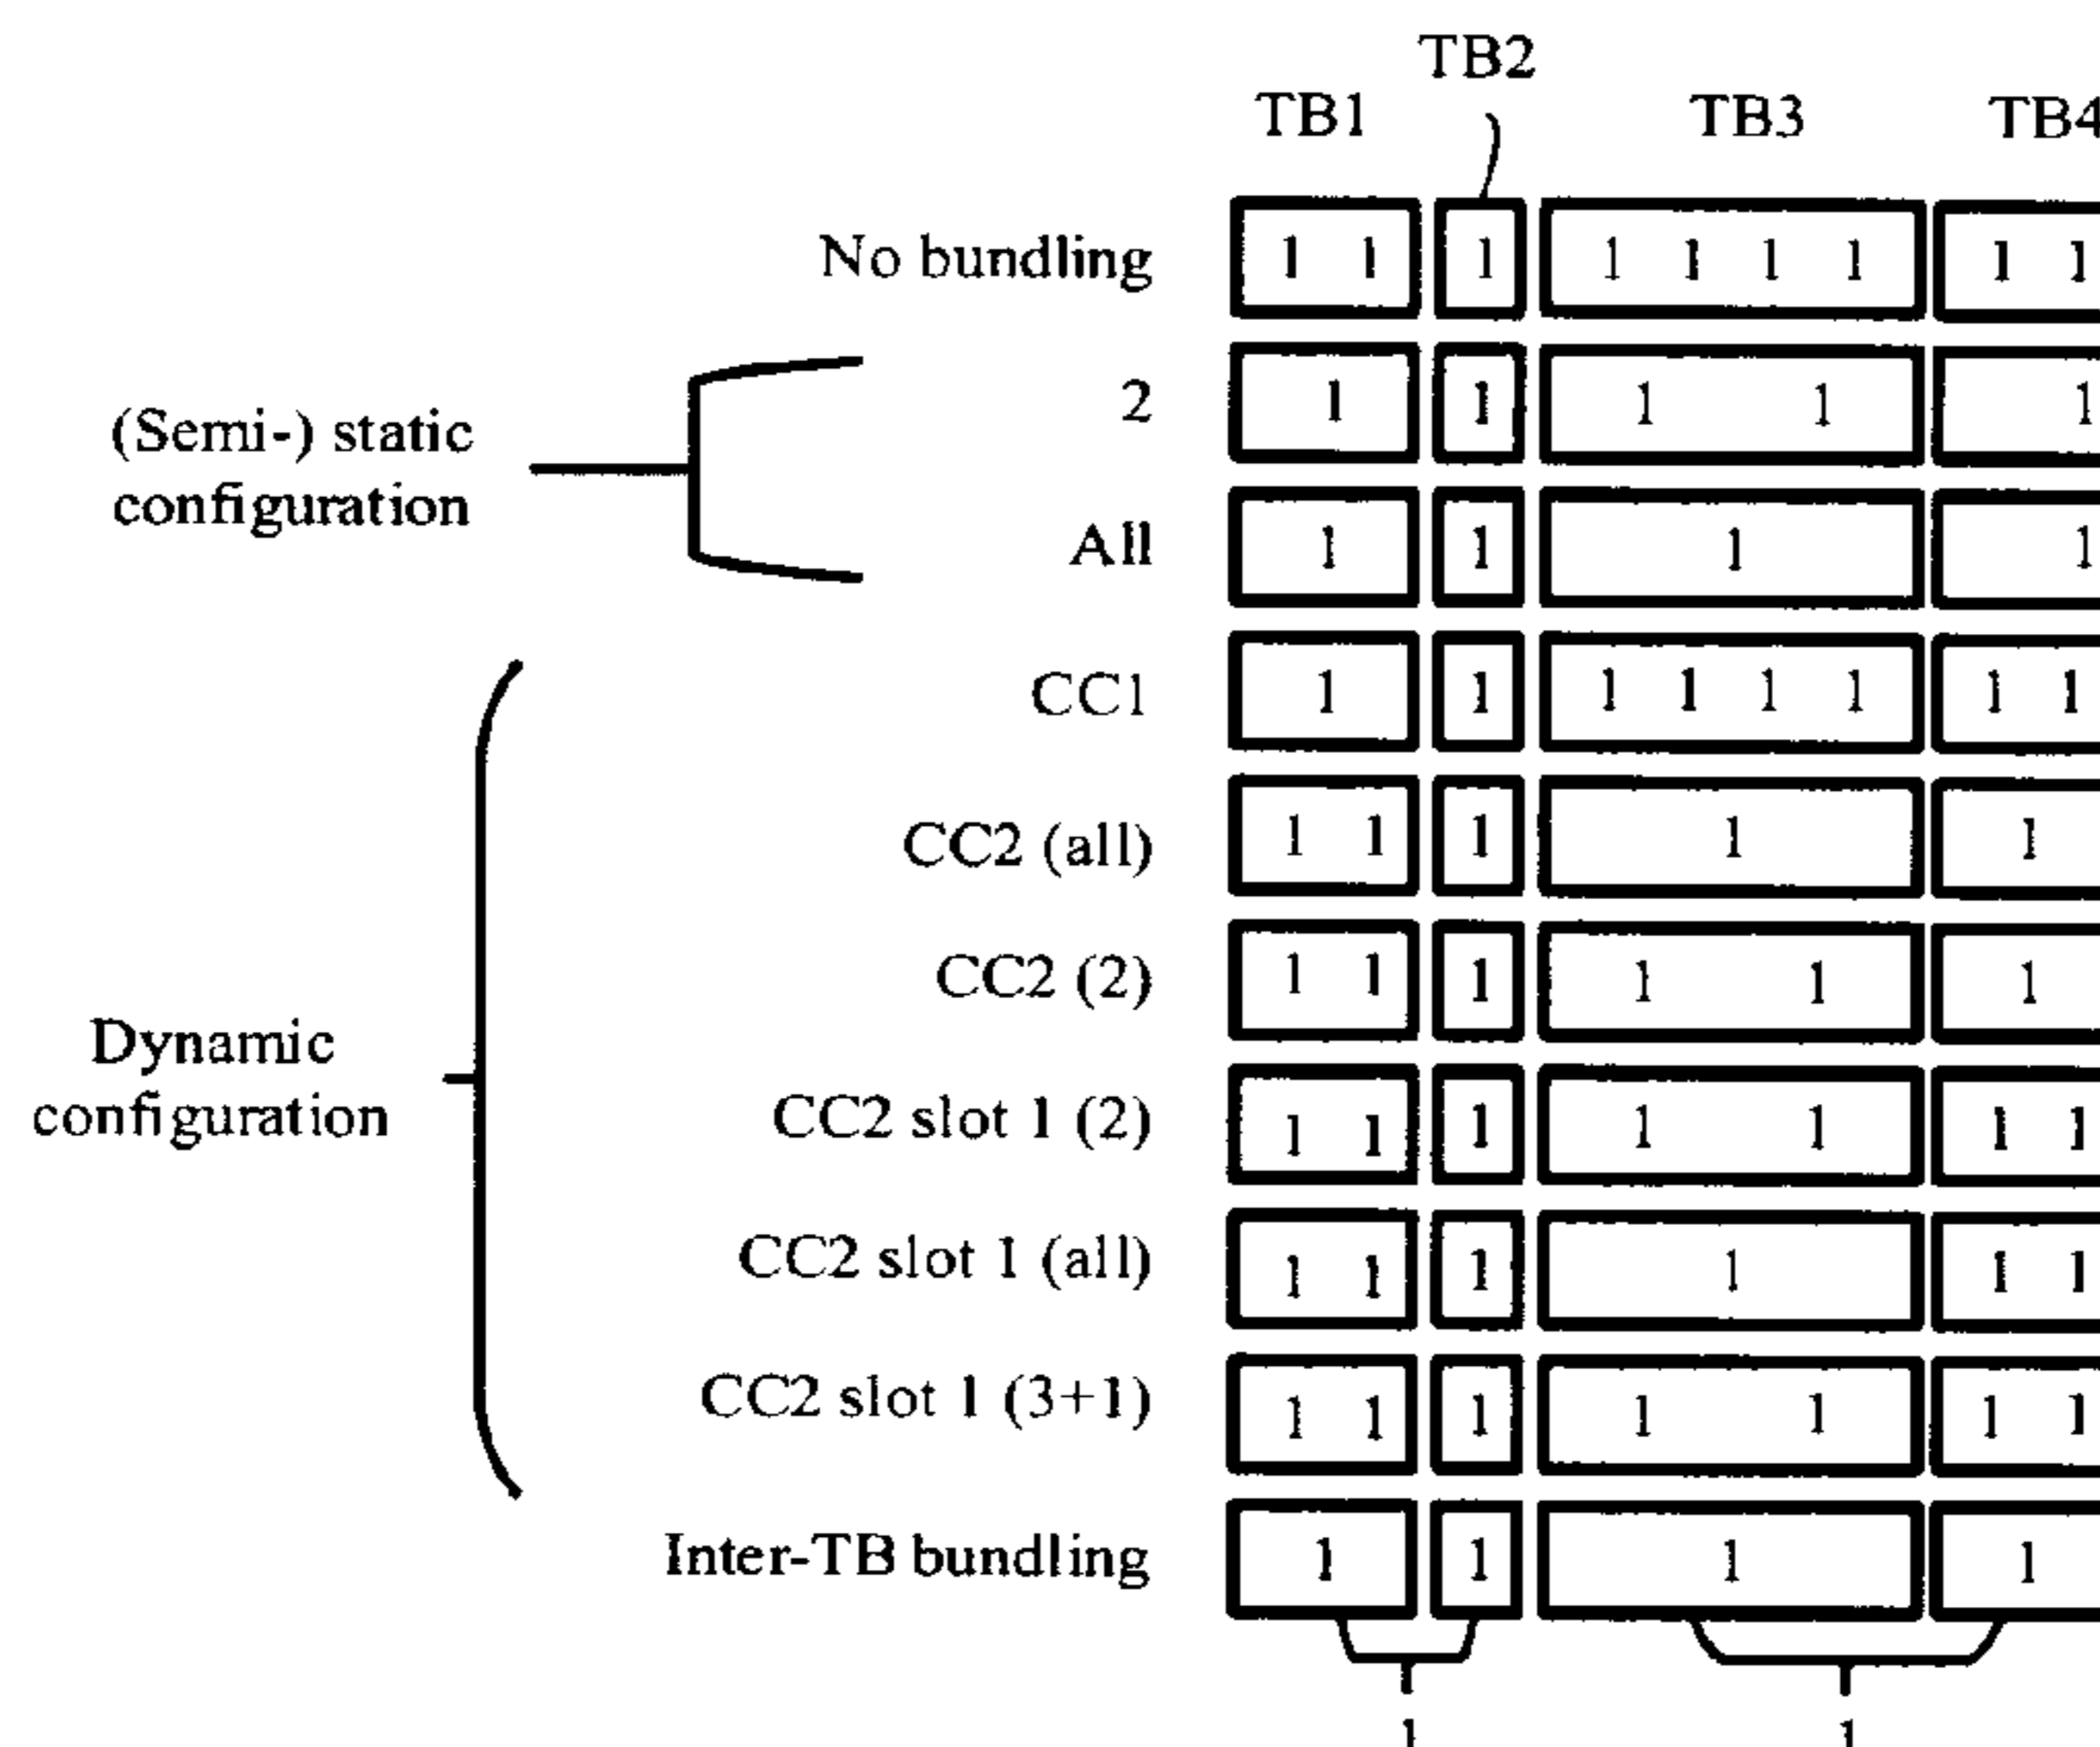 TB2
TB1 TB3 TB4
No bundling 1 1 1 1 1 1 1 1 1
2 1 1 1 1 1
All 1 1 1 1
(Semi-) static
configuration
CC1 1 1 1 1 1 1 1 1
CC2 (all) 1 1 1 1 1
CC2 (2) 1 1 1 1 1 1
CC2 slot 1 (2) 1 1 1 1 1 1 1
CC2 slot 1 (all) 1 1 1 1 1 1
CC2 slot 1 (3+1) 1 1 1 1 1 1 1
Dynamic
configuration
Inter-TB bundling 1 1 1 1
1 1